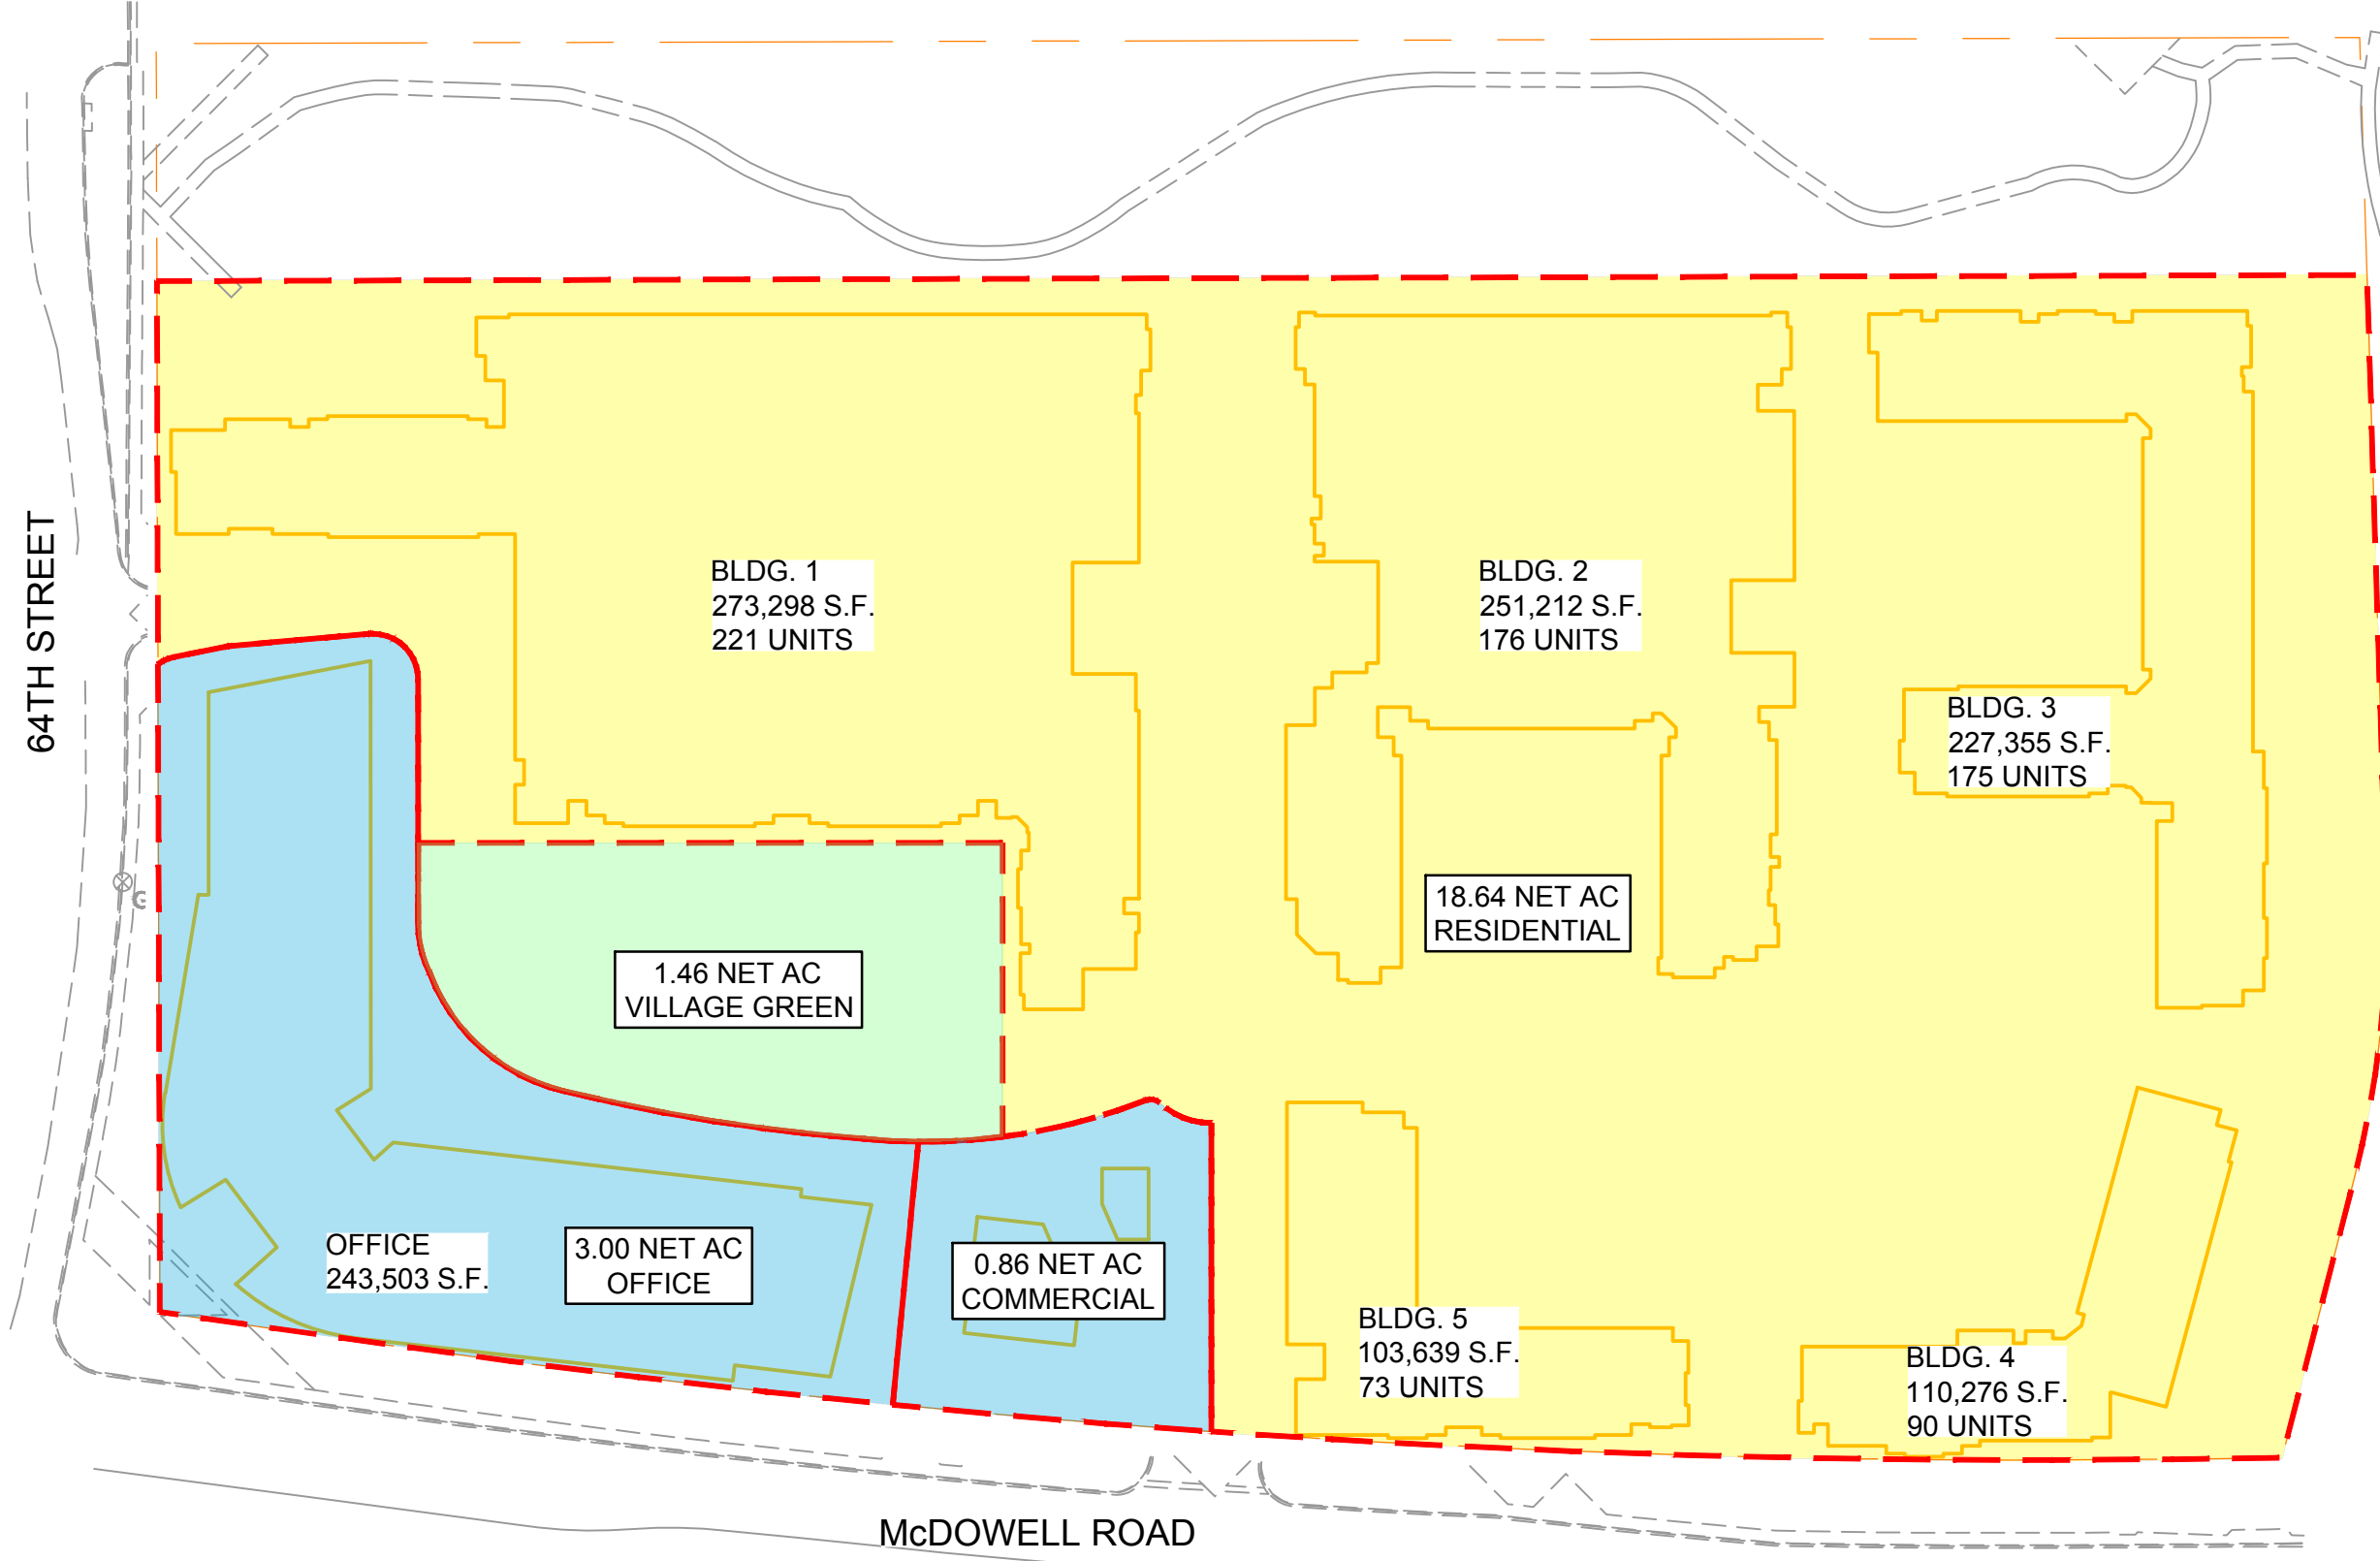 64TH STREET
BLDG. 1
273,298 S.F.
221 UNITS
BLDG. 2
251,212 S.F.
176 UNITS
BLDG. 3
227,355 S.F.
175 UNITS
18.64 NET AC
RESIDENTIAL
G
1.46 NET AC
VILLAGE GREEN
OFFICE
243,503 S.F.
3.00 NET AC
OFFICE
0.86 NET AC
COMMERCIAL
BLDG. 5
103,639 S.F.
73 UNITS
BLDG. 4
110,276 S.F.
90 UNITS
McDOWELL ROAD